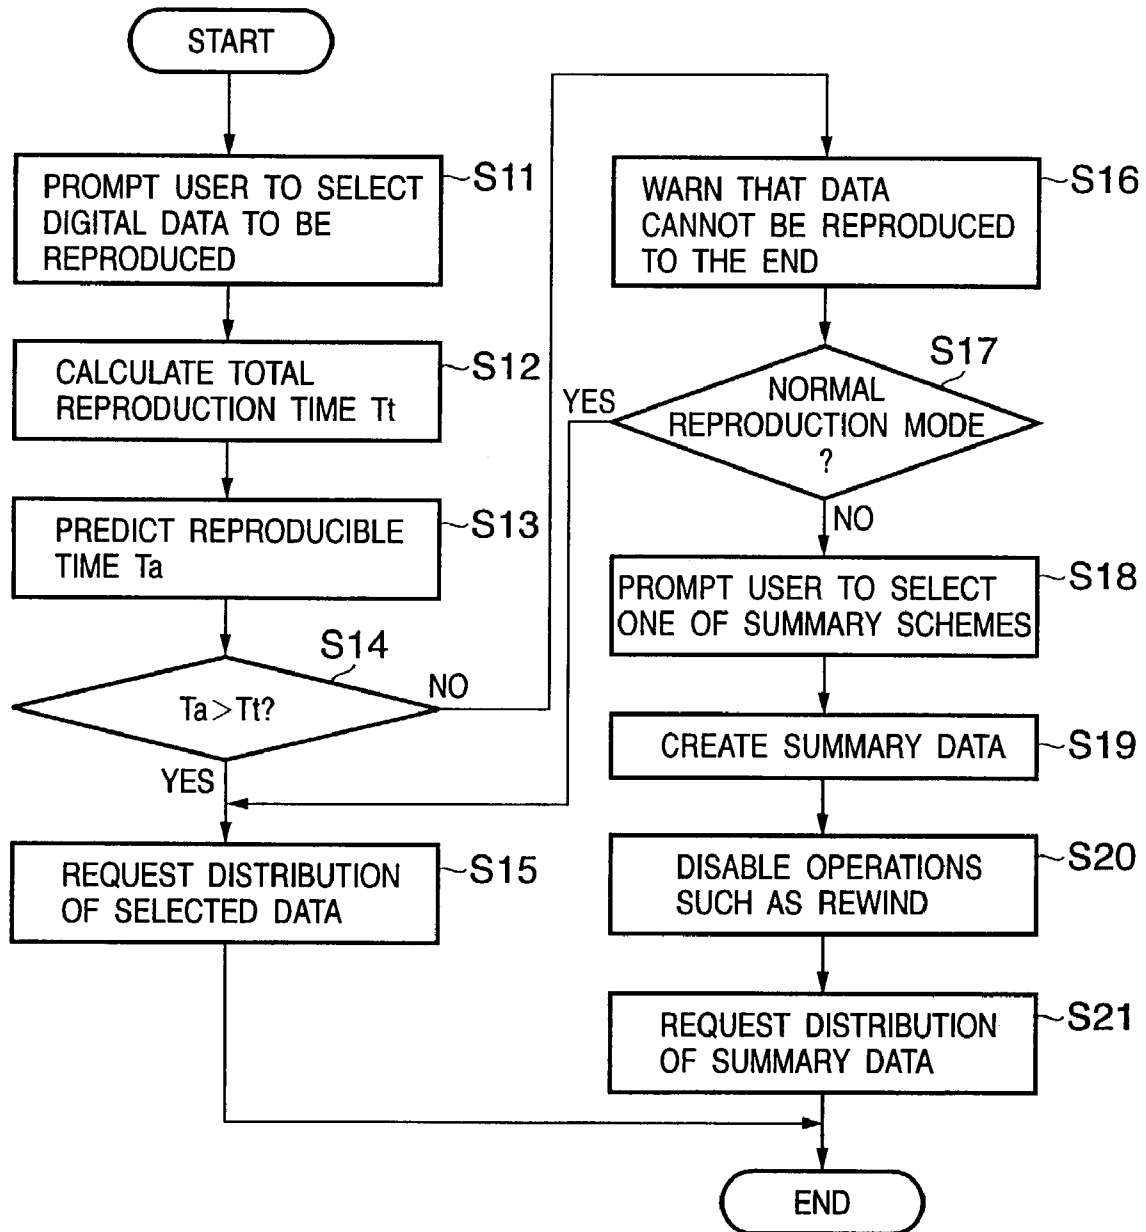 START
PROMPT USER TO SELECT
DIGITAL DATA TO BE
REPRODUCED
S11
CALCULATE TOTAL
REPRODUCTION TIME Tt
S12
PREDICT REPRODUCIBLE
TIME Ta
S13
S14
Ta>Tt?
NO
YES
REQUEST DISTRIBUTION
OF SELECTED DATA
S15
WARN THAT DATA
CANNOT BE REPRODUCED
TO THE END
S16
S17
YES
NORMAL
REPRODUCTION MODE
?
NO
PROMPT USER TO SELECT
ONE OF SUMMARY SCHEMES
S18
CREATE SUMMARY DATA
S19
DISABLE OPERATIONS
SUCH AS REWIND
S20
REQUEST DISTRIBUTION
OF SUMMARY DATA
S21
END